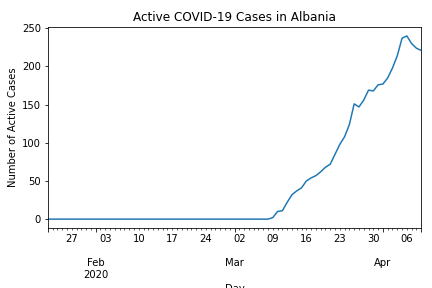 Active COVID-19 Cases in Albania
Number of Active Cases
250
200
150
100
50
0
27 03 10 17 24 02 09 16 23 30 06
Feb Mar Apr
2020
Day